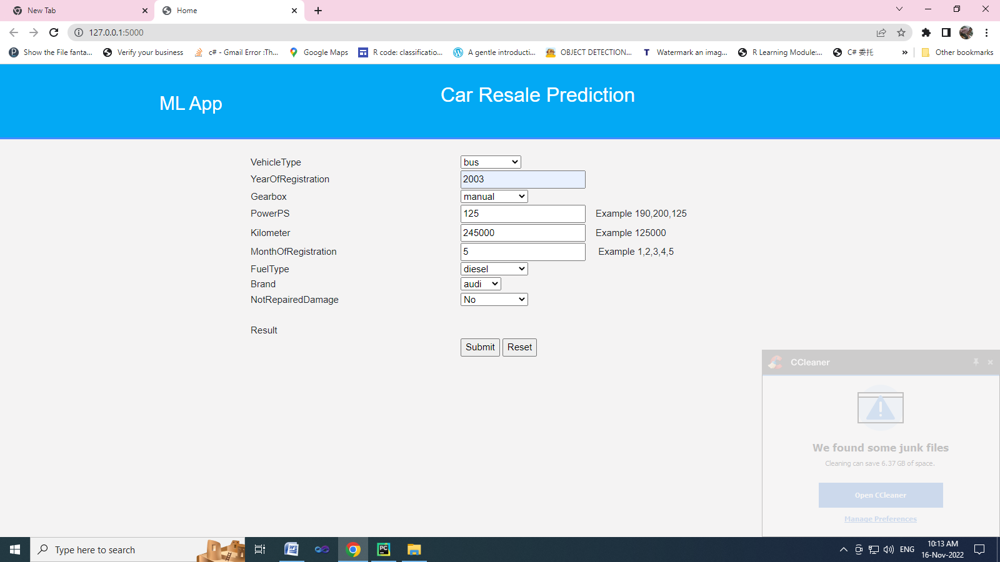 New Tab
Home
127.0.0.1:5000
Show the File fanta... Verify your business c# - Gmail Error :Th... Google Maps R code: classificatio... A gentle introducti... OBJECT DETECTION... T Watermark an imag... R Learning Module:... C# 委托 » Other bookmarks
ML App
Car Resale Prediction
VehicleType bus
YearOfRegistration 2003
Gearbox manual
PowerPS 125 Example 190,200,125
Kilometer 245000 Example 125000
MonthOfRegistration 5 Example 1,2,3,4,5
FuelType diesel
Brand audi
NotRepairedDamage No
Result
Submit Reset
CCleaner
We found some junk files
Cleaning can save 6.37 GB of space.
Open CCleaner
Manage Preferences
Type here to search
ENG
10:13 AM
16-Nov-2022